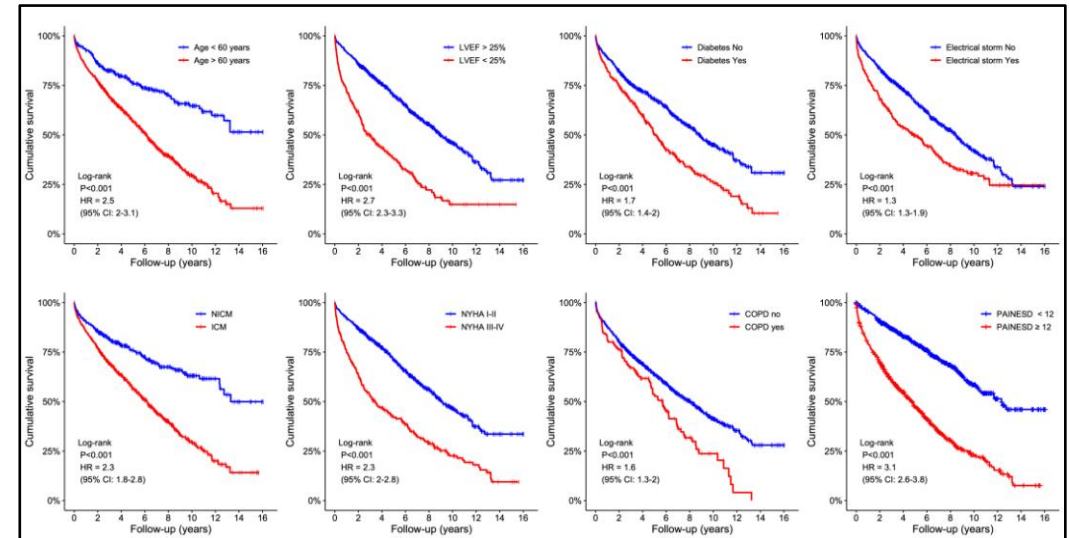 100%
75%
50%
25%
0%
Cumulative survival
Age < 60 years
Age > 60 years
Log-rank
P<0.001
HR = 2.5
(95% CI: 2-3.1)
0 2 4 6 8 10 12 14 16
Follow-up (years)
100%
75%
50%
25%
0%
Cumulative survival
LVEF > 25%
LVEF < 25%
Log-rank
P<0.001
HR = 2.7
(95% CI: 2.3-3.3)
0 2 4 6 8 10 12 14 16
Follow-up (years)
100%
75%
50%
25%
0%
Cumulative survival
Diabetes No
Diabetes Yes
Log-rank
P<0.001
HR = 1.7
(95% CI: 1.4-2)
0 2 4 6 8 10 12 14 16
Follow-up (years)
100%
75%
50%
25%
0%
Cumulative survival
Electrical storm No
Electrical storm Yes
Log-rank
P<0.001
HR = 1.3
(95% CI: 1.3-1.9)
0 2 4 6 8 10 12 14 16
Follow-up (years)
100%
75%
50%
25%
0%
Cumulative survival
NICM
ICM
Log-rank
P<0.001
HR = 2.3
(95% CI: 1.8-2.8)
0 2 4 6 8 10 12 14 16
Follow-up (years)
100%
75%
50%
25%
0%
Cumulative survival
NYHA I-II
NYHA III-IV
Log-rank
P<0.001
HR = 2.3
(95% CI: 2-2.8)
0 2 4 6 8 10 12 14 16
Follow-up (years)
100%
75%
50%
25%
0%
Cumulative survival
COPD no
COPD yes
Log-rank
P<0.001
HR = 1.6
(95% CI: 1.3-2)
0 2 4 6 8 10 12 14 16
Follow-up (years)
100%
75%
50%
25%
0%
Cumulative survival
PAINESD < 12
PAINESD ≥ 12
Log-rank
P<0.001
HR = 3.1
(95% CI: 2.6-3.8)
0 2 4 6 8 10 12 14 16
Follow-up (years)